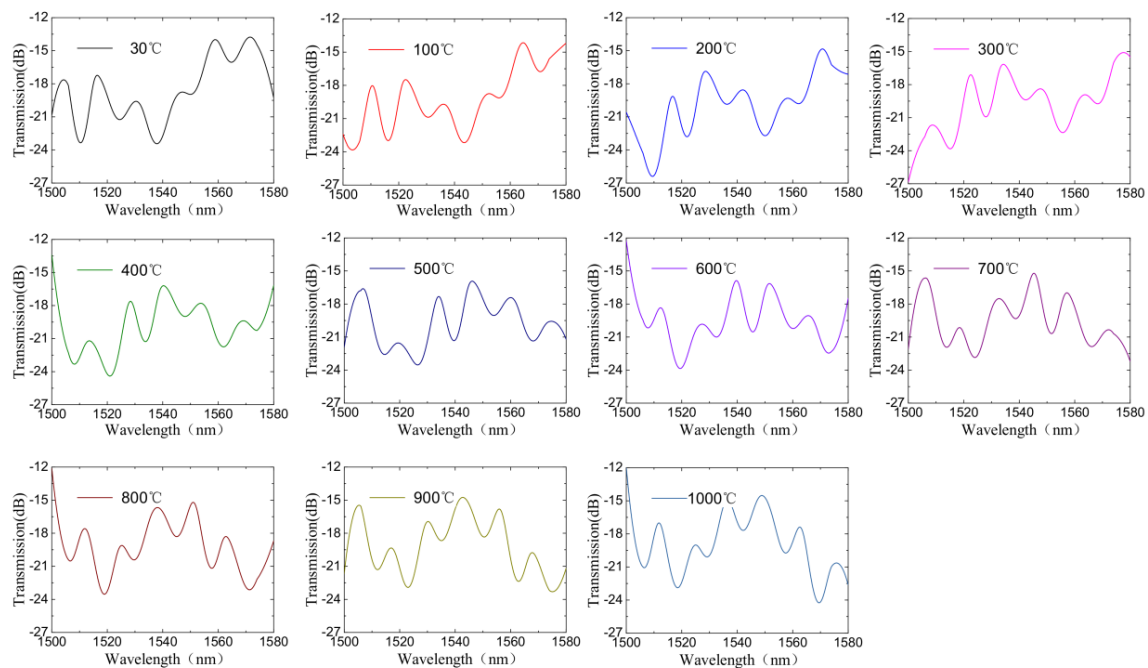 -12
-15
-18
-21
-24
-27
Transmission(dB)
30℃
1500 1520 1540 1560 1580
Wavelength（nm）
-12
-15
-18
-21
-24
-27
Transmission(dB)
100℃
1500 1520 1540 1560 1580
Wavelength（nm）
-12
-15
-18
-21
-24
-27
Transmission(dB)
200℃
1500 1520 1540 1560 1580
Wavelength（nm）
-12
-15
-18
-21
-24
-27
Transmission(dB)
300℃
1500 1520 1540 1560 1580
Wavelength（nm）
-12
-15
-18
-21
-24
-27
Transmission(dB)
400℃
1500 1520 1540 1560 1580
Wavelength（nm）
-12
-15
-18
-21
-24
-27
Transmission(dB)
500℃
1500 1520 1540 1560 1580
Wavelength（nm）
-12
-15
-18
-21
-24
-27
Transmission(dB)
600℃
1500 1520 1540 1560 1580
Wavelength（nm）
-12
-15
-18
-21
-24
-27
Transmission(dB)
700℃
1500 1520 1540 1560 1580
Wavelength（nm）
-12
-15
-18
-21
-24
-27
Transmission(dB)
800℃
1500 1520 1540 1560 1580
Wavelength（nm）
-12
-15
-18
-21
-24
-27
Transmission(dB)
900℃
1500 1520 1540 1560 1580
Wavelength（nm）
-12
-15
-18
-21
-24
-27
Transmission(dB)
1000℃
1500 1520 1540 1560 1580
Wavelength（nm）